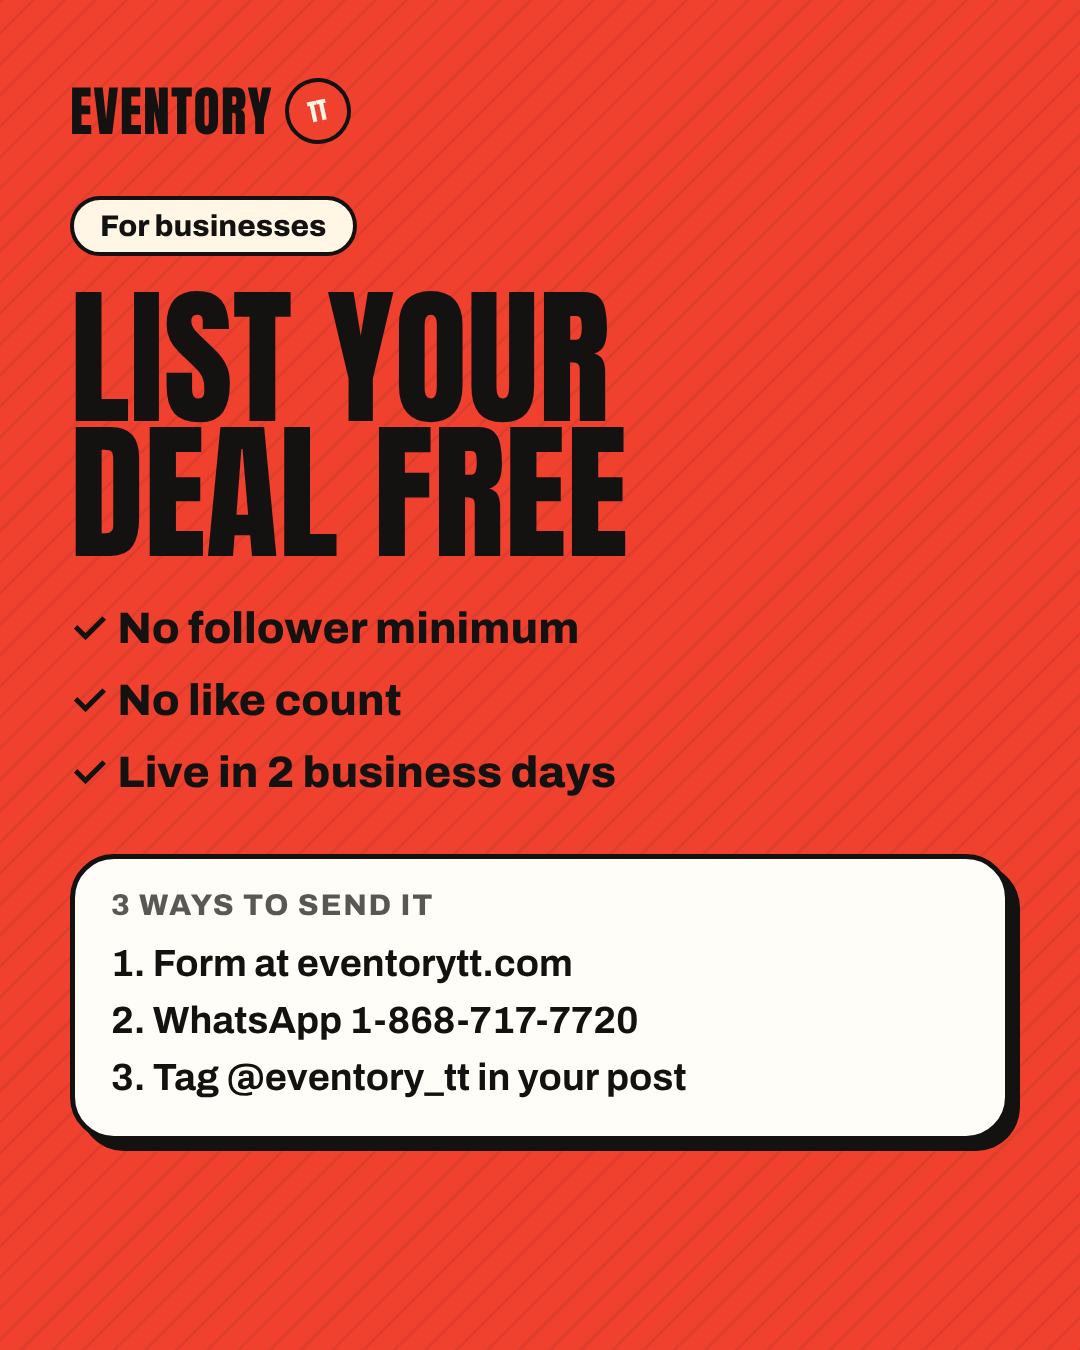 EVENTORY TT
For businesses
LIST YOUR
DEAL FREE
No follower minimum
No like count
Live in 2 business days
3 WAYS TO SEND IT
1. Form at eventorytt.com
2. WhatsApp 1-868-717-7720
3. Tag @eventory_tt in your post